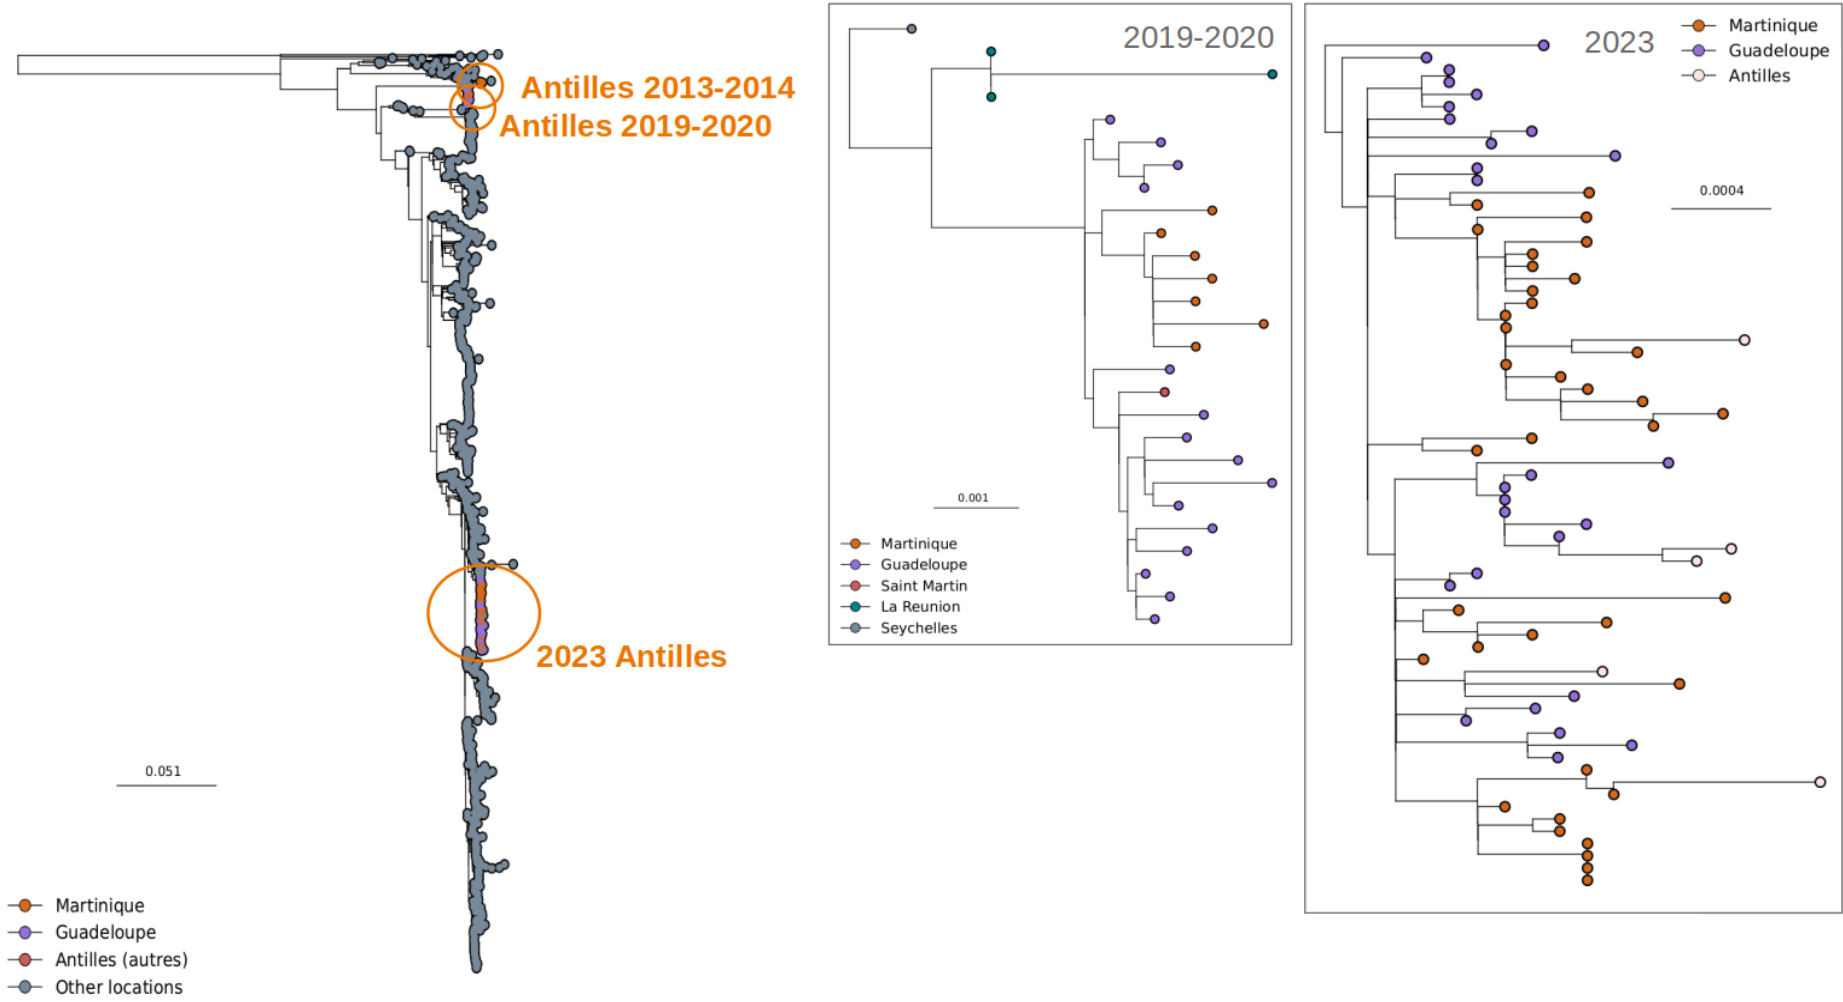 Antilles 2013-2014
Antilles 2019-2020
2023 Antilles
0.051
Martinique
Guadeloupe
Antilles (autres)
Other locations
2019-2020
0.001
Martinique
Guadeloupe
Saint Martin
La Reunion
Seychelles
2023
Martinique
Guadeloupe
Antilles
0.0004